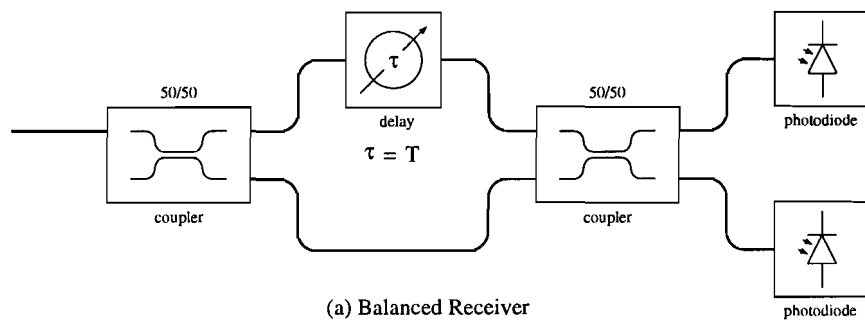 τ
50/50
50/50
delay
photodiode
τ = T
coupler
coupler
(a) Balanced Receiver
photodiode